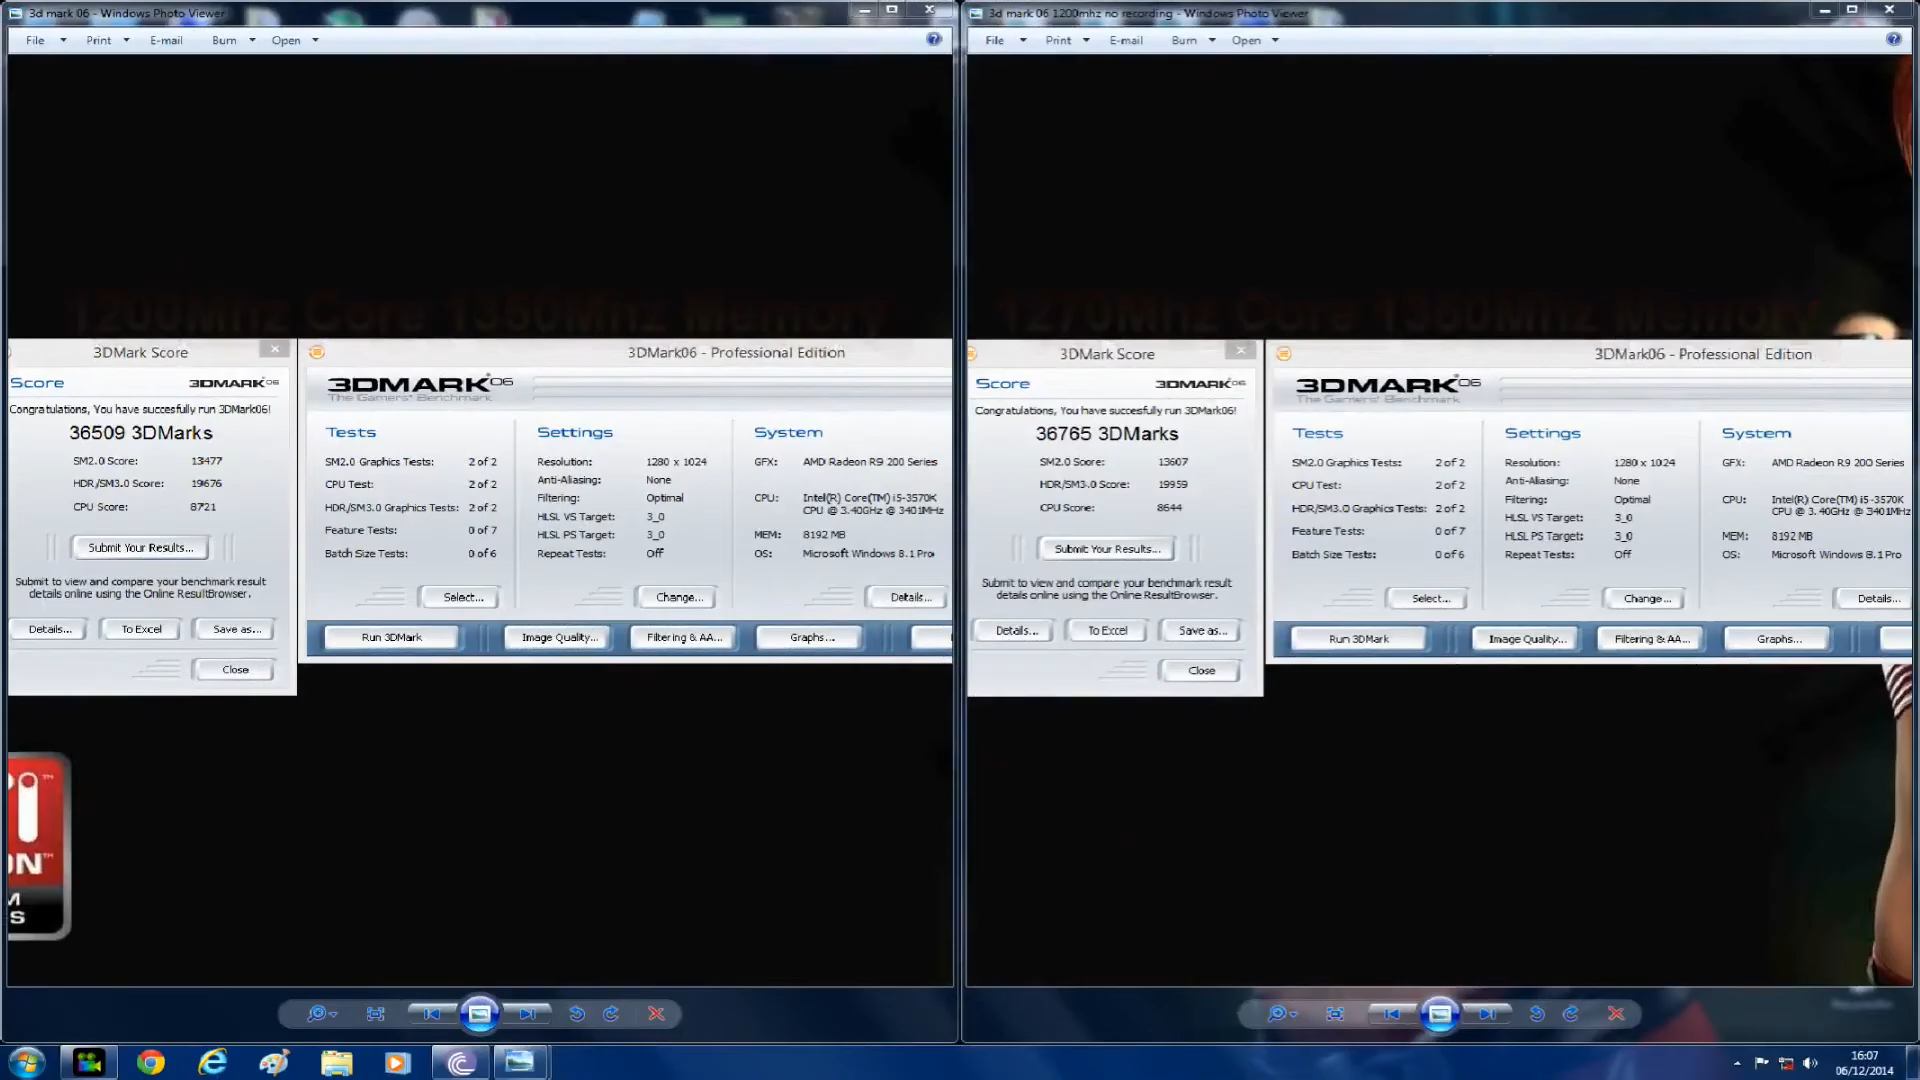 3d mark 06 - Windows Photo Viewer
File Print E-mail Burn Open
1200Mhz Core 1350Mhz Memory
3DMark Score
Score 3DMARK 06
Congratulations, You have succesfully run 3DMark06!
36509 3DMarks
SM2.0 Score: 13477
HDR/SM3.0 Score: 19676
CPU Score: 8721
Submit Your Results...
Submit to view and compare your benchmark result
details online using the Online ResultBrowser.
Details... To Excel Save as...
Close
3DMark06 - Professional Edition
3DMARK 06
The Gamers' Benchmark
Tests
SM2.0 Graphics Tests: 2 of 2
CPU Test: 2 of 2
HDR/SM3.0 Graphics Tests: 2 of 2
Feature Tests: 0 of 7
Batch Size Tests: 0 of 6
Select...
Settings
Resolution: 1280 x 1024
Anti-Aliasing: None
Filtering: Optimal
HLSL VS Target: 3_0
HLSL PS Target: 3_0
Repeat Tests: Off
Change...
System
GFX: AMD Radeon R9 200 Series
CPU: Intel(R) Core(TM) i5-3570K
CPU @ 3.40GHz @ 3401MHz
MEM: 8192 MB
OS: Microsoft Windows 8.1 Pro
Details...
Run 3DMark Image Quality... Filtering & AA... Graphs...
ON™
M
S
3d mark 06 1200mhz no recording - Windows Photo Viewer
File Print E-mail Burn Open
1270Mhz Core 1360Mhz Memory
3DMark Score
Score 3DMARK 06
Congratulations, You have succesfully run 3DMark06!
36765 3DMarks
SM2.0 Score: 13607
HDR/SM3.0 Score: 19959
CPU Score: 8644
Submit Your Results...
Submit to view and compare your benchmark result
details online using the Online ResultBrowser.
Details... To Excel Save as...
Close
3DMark06 - Professional Edition
3DMARK 06
The Gamers' Benchmark
Tests
SM2.0 Graphics Tests: 2 of 2
CPU Test: 2 of 2
HDR/SM3.0 Graphics Tests: 2 of 2
Feature Tests: 0 of 7
Batch Size Tests: 0 of 6
Select...
Settings
Resolution: 1280 x 1024
Anti-Aliasing: None
Filtering: Optimal
HLSL VS Target: 3_0
HLSL PS Target: 3_0
Repeat Tests: Off
Change...
System
GFX: AMD Radeon R9 200 Series
CPU: Intel(R) Core(TM) i5-3570K
CPU @ 3.40GHz @ 3401MHz
MEM: 8192 MB
OS: Microsoft Windows 8.1 Pro
Details...
Run 3DMark Image Quality... Filtering & AA... Graphs...
16:07
06/12/2014